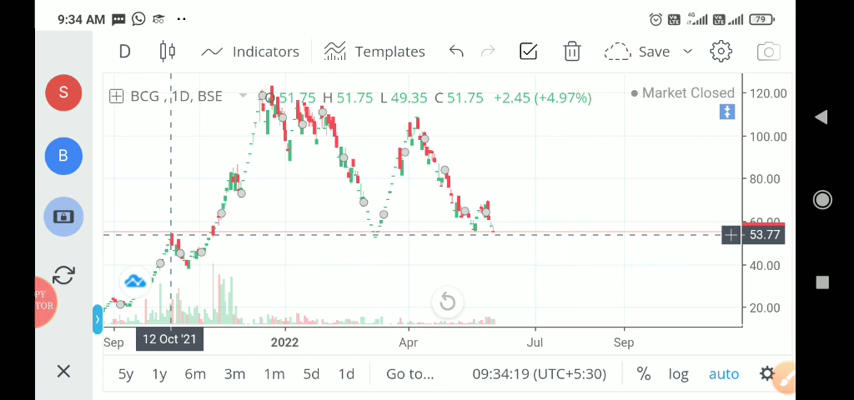 9:34 AM
4G
79
D
Indicators
Templates
Save
S
B
BCG , 1D, BSE
O 51.75 H 51.75 L 49.35 C 51.75 +2.45 (+4.97%)
Market Closed
120.00
100.00
80.00
60.00
53.77
40.00
20.00
TOR
Sep
12 Oct '21
2022
Apr
Jul
Sep
5y 1y 6m 3m 1m 5d 1d
Go to...
09:34:19 (UTC+5:30)
% log auto